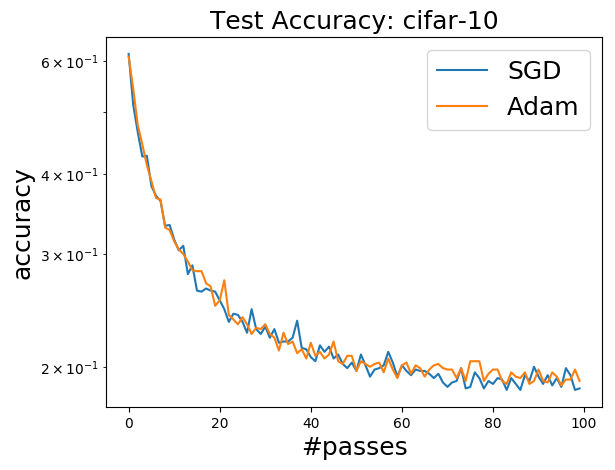 Test Accuracy: cifar-10
SGD
Adam
accuracy
6 × 10⁻¹
4 × 10⁻¹
3 × 10⁻¹
2 × 10⁻¹
0 20 40 60 80 100
#passes